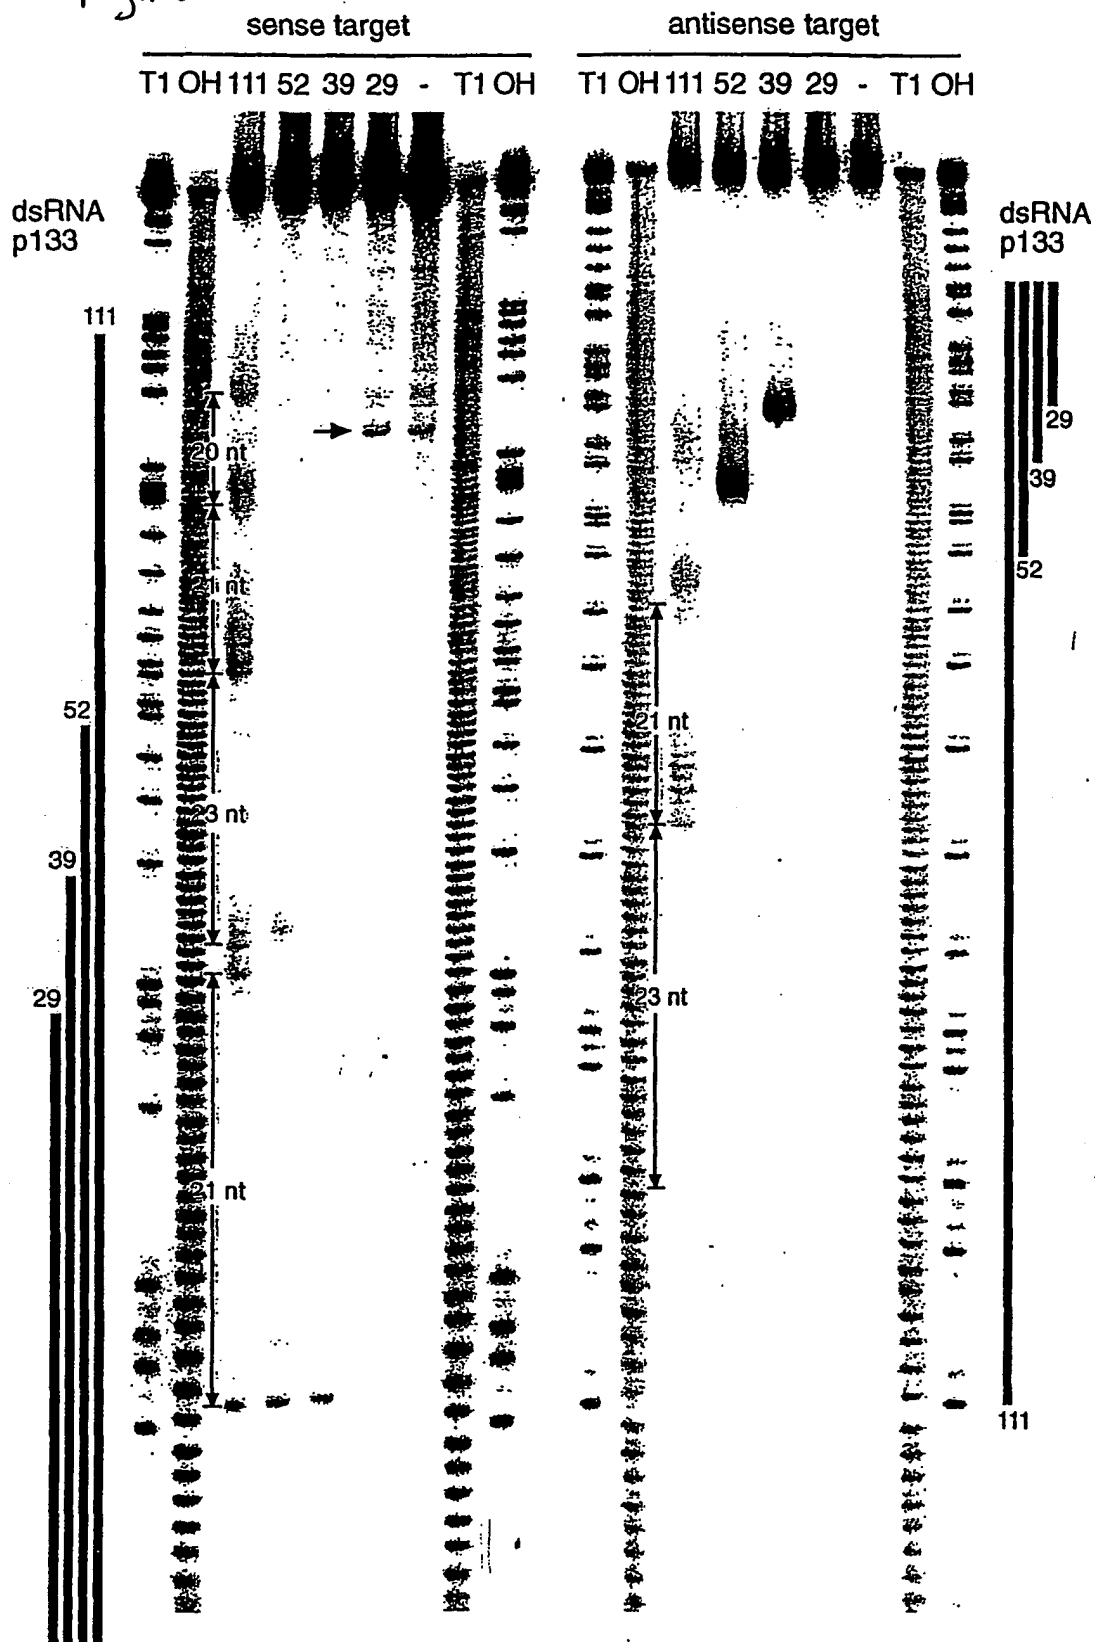 sense target
antisense target
T1 OH 111 52 39 29 - T1 OH
T1 OH 111 52 39 29 - T1 OH
dsRNA
p133
dsRNA
p133
111
20 nt
nt
52
23 nt
39
29
21 nt
29
39
52
21 nt
23 nt
111